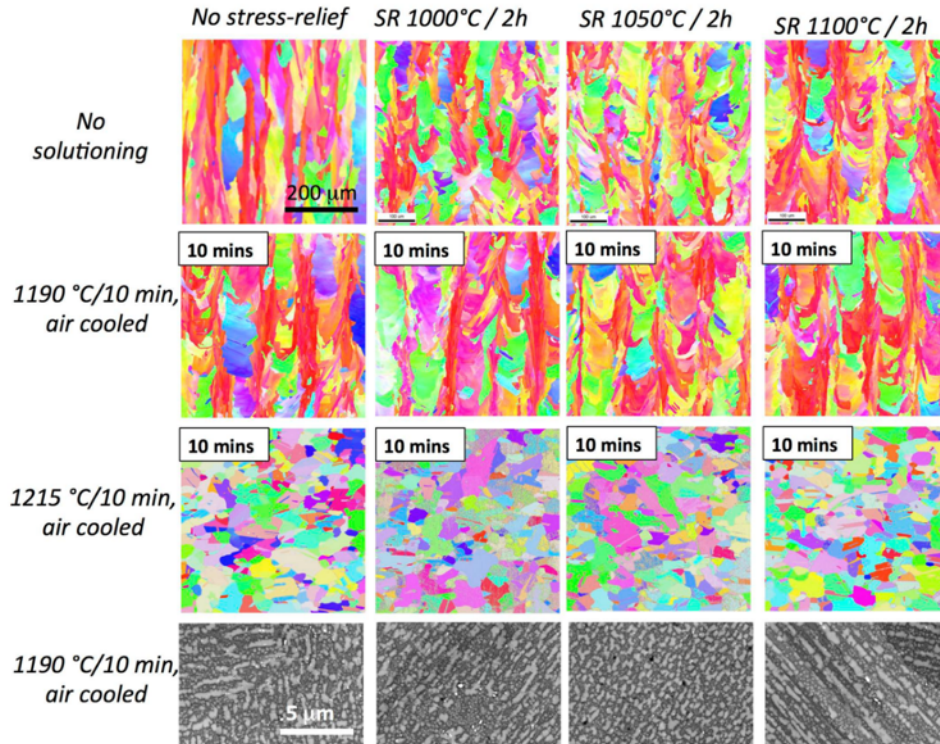 No stress-relief
SR 1000°C / 2h
SR 1050°C / 2h
SR 1100°C / 2h
No
solutioning
200 μm
10 mins
10 mins
10 mins
10 mins
1190 °C/10 min,
air cooled
10 mins
10 mins
10 mins
10 mins
1215 °C/10 min,
air cooled
1190 °C/10 min,
air cooled
5 μm